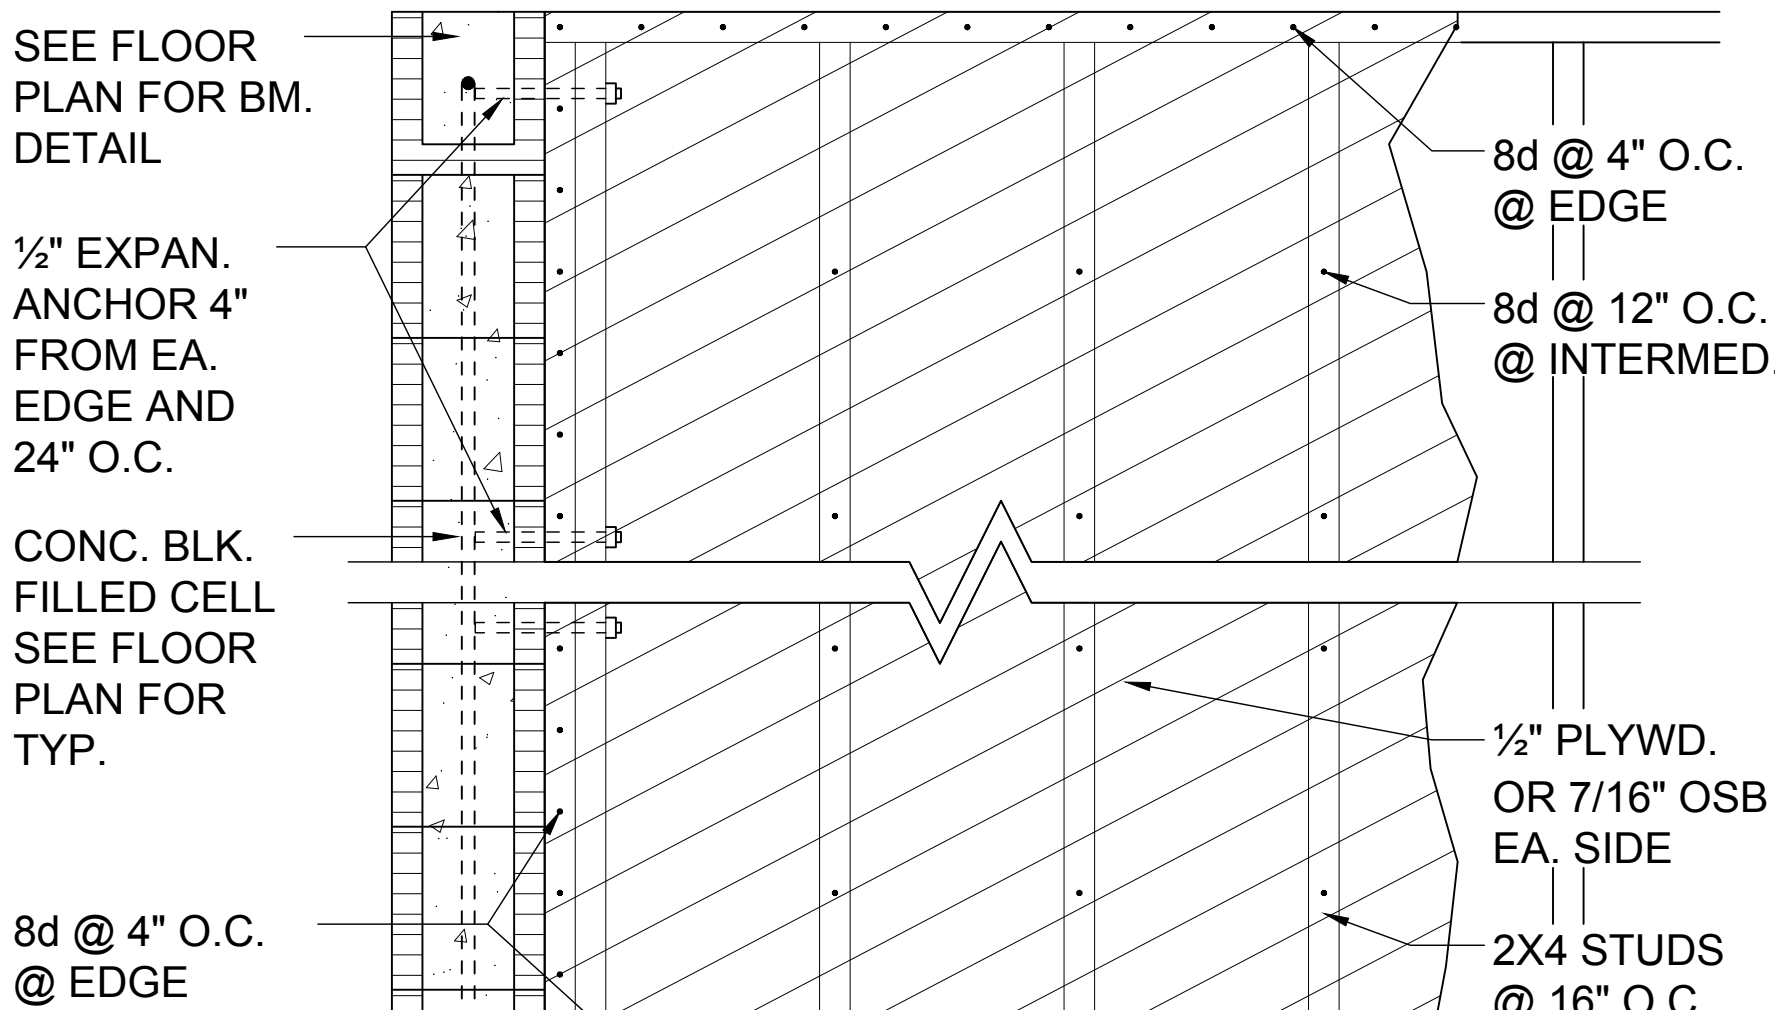 SEE FLOOR
PLAN FOR BM.
DETAIL
½" EXPAN.
ANCHOR 4"
FROM EA.
EDGE AND
24" O.C.
CONC. BLK.
FILLED CELL
SEE FLOOR
PLAN FOR
TYP.
8d @ 4" O.C.
@ EDGE
8d @ 4" O.C.
@ EDGE
8d @ 12" O.C.
@ INTERMED.
½" PLYWD.
OR 7/16" OSB
EA. SIDE
2X4 STUDS
@ 16" O.C.